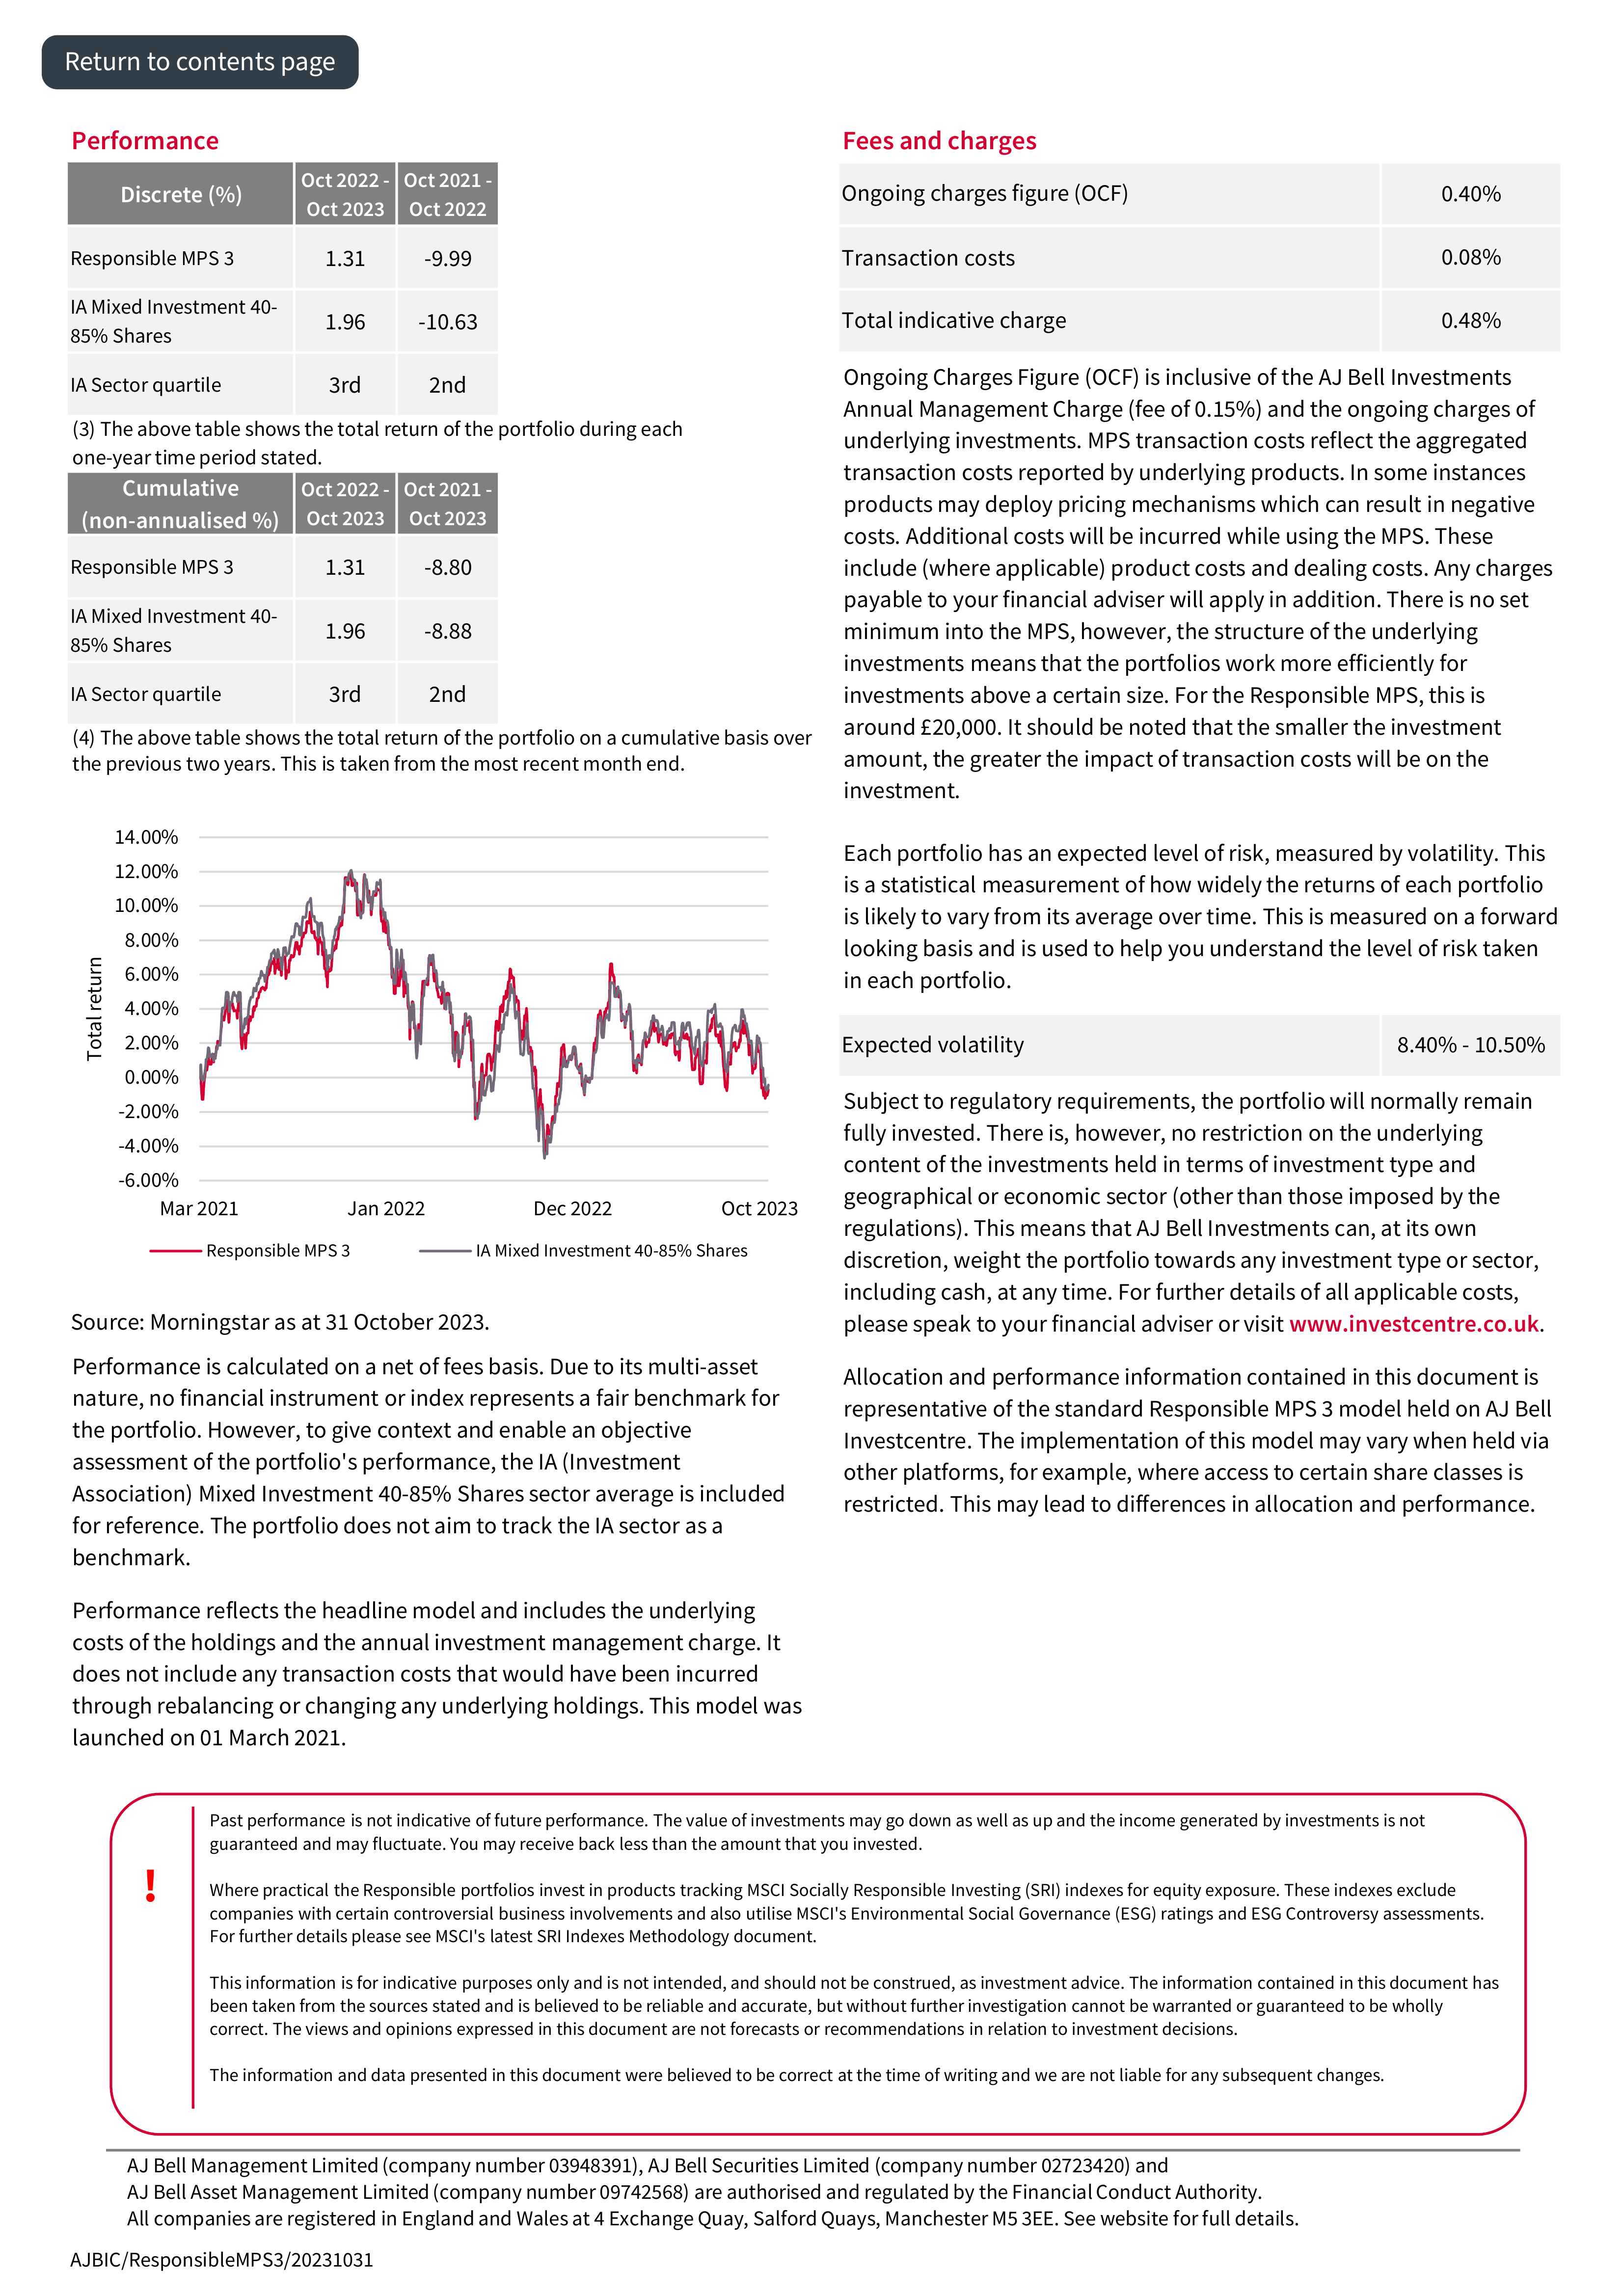 Return to contents page
Performance
Discrete (%)
Oct 2022 -
Oct 2023
Oct 2021 -
Oct 2022
Responsible MPS 3
1.31
-9.99
IA Mixed Investment 40-
85% Shares
1.96
-10.63
IA Sector quartile
3rd
2nd
(3) The above table shows the total return of the portfolio during each
one-year time period stated.
Cumulative
(non-annualised %)
Oct 2022 -
Oct 2023
Oct 2021 -
Oct 2023
Responsible MPS 3
1.31
-8.80
IA Mixed Investment 40-
85% Shares
1.96
-8.88
IA Sector quartile
3rd
2nd
(4) The above table shows the total return of the portfolio on a cumulative basis over
the previous two years. This is taken from the most recent month end.
Total return
14.00%
12.00%
10.00%
8.00%
6.00%
4.00%
2.00%
0.00%
-2.00%
-4.00%
-6.00%
Mar 2021
Jan 2022
Dec 2022
Oct 2023
Responsible MPS 3
IA Mixed Investment 40-85% Shares
Source: Morningstar as at 31 October 2023.
Performance is calculated on a net of fees basis. Due to its multi-asset
nature, no financial instrument or index represents a fair benchmark for
the portfolio. However, to give context and enable an objective
assessment of the portfolio's performance, the IA (Investment
Association) Mixed Investment 40-85% Shares sector average is included
for reference. The portfolio does not aim to track the IA sector as a
benchmark.
Performance reflects the headline model and includes the underlying
costs of the holdings and the annual investment management charge. It
does not include any transaction costs that would have been incurred
through rebalancing or changing any underlying holdings. This model was
launched on 01 March 2021.
Fees and charges
Ongoing charges figure (OCF)
0.40%
Transaction costs
0.08%
Total indicative charge
0.48%
Ongoing Charges Figure (OCF) is inclusive of the AJ Bell Investments
Annual Management Charge (fee of 0.15%) and the ongoing charges of
underlying investments. MPS transaction costs reflect the aggregated
transaction costs reported by underlying products. In some instances
products may deploy pricing mechanisms which can result in negative
costs. Additional costs will be incurred while using the MPS. These
include (where applicable) product costs and dealing costs. Any charges
payable to your financial adviser will apply in addition. There is no set
minimum into the MPS, however, the structure of the underlying
investments means that the portfolios work more efficiently for
investments above a certain size. For the Responsible MPS, this is
around £20,000. It should be noted that the smaller the investment
amount, the greater the impact of transaction costs will be on the
investment.
Each portfolio has an expected level of risk, measured by volatility. This
is a statistical measurement of how widely the returns of each portfolio
is likely to vary from its average over time. This is measured on a forward
looking basis and is used to help you understand the level of risk taken
in each portfolio.
Expected volatility
8.40% - 10.50%
Subject to regulatory requirements, the portfolio will normally remain
fully invested. There is, however, no restriction on the underlying
content of the investments held in terms of investment type and
geographical or economic sector (other than those imposed by the
regulations). This means that AJ Bell Investments can, at its own
discretion, weight the portfolio towards any investment type or sector,
including cash, at any time. For further details of all applicable costs,
please speak to your financial adviser or visit www.investcentre.co.uk.
Allocation and performance information contained in this document is
representative of the standard Responsible MPS 3 model held on AJ Bell
Investcentre. The implementation of this model may vary when held via
other platforms, for example, where access to certain share classes is
restricted. This may lead to differences in allocation and performance.
!
Past performance is not indicative of future performance. The value of investments may go down as well as up and the income generated by investments is not
guaranteed and may fluctuate. You may receive back less than the amount that you invested.
Where practical the Responsible portfolios invest in products tracking MSCI Socially Responsible Investing (SRI) indexes for equity exposure. These indexes exclude
companies with certain controversial business involvements and also utilise MSCI's Environmental Social Governance (ESG) ratings and ESG Controversy assessments.
For further details please see MSCI's latest SRI Indexes Methodology document.
This information is for indicative purposes only and is not intended, and should not be construed, as investment advice. The information contained in this document has
been taken from the sources stated and is believed to be reliable and accurate, but without further investigation cannot be warranted or guaranteed to be wholly
correct. The views and opinions expressed in this document are not forecasts or recommendations in relation to investment decisions.
The information and data presented in this document were believed to be correct at the time of writing and we are not liable for any subsequent changes.
AJ Bell Management Limited (company number 03948391), AJ Bell Securities Limited (company number 02723420) and
AJ Bell Asset Management Limited (company number 09742568) are authorised and regulated by the Financial Conduct Authority.
All companies are registered in England and Wales at 4 Exchange Quay, Salford Quays, Manchester M5 3EE. See website for full details.
AJBIC/ResponsibleMPS3/20231031